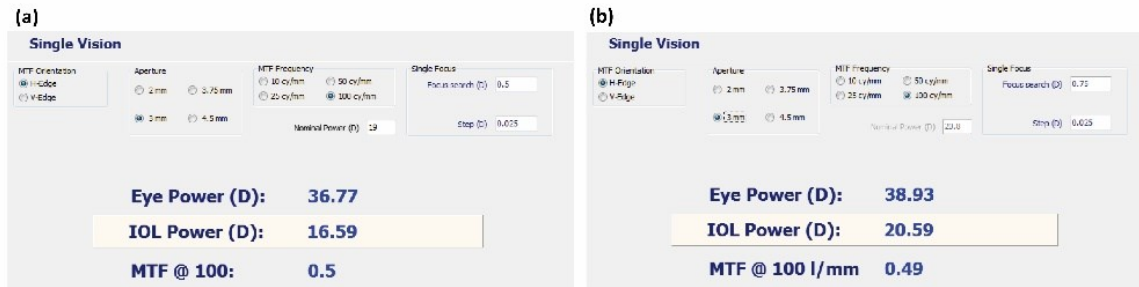 (a)
Single Vision
MTF Orientation
H-Edge
V-Edge
Aperture
2 mm 3.75 mm
3 mm 4.5 mm
MTF Frequency
10 cy/mm 50 cy/mm
25 cy/mm 100 cy/mm
Nominal Power (D) 19
Single Focus
Focus search (D) 0.5
Step (D) 0.025
Eye Power (D): 36.77
IOL Power (D): 16.59
MTF @ 100: 0.5
(b)
Single Vision
MTF Orientation
H-Edge
V-Edge
Aperture
2 mm 3.75 mm
3 mm 4.5 mm
MTF Frequency
10 cy/mm 50 cy/mm
25 cy/mm 100 cy/mm
Nominal Power (D)
Single Focus
Focus search (D) 0.75
Step (D) 0.025
Eye Power (D): 38.93
IOL Power (D): 20.59
MTF @ 100 l/mm 0.49